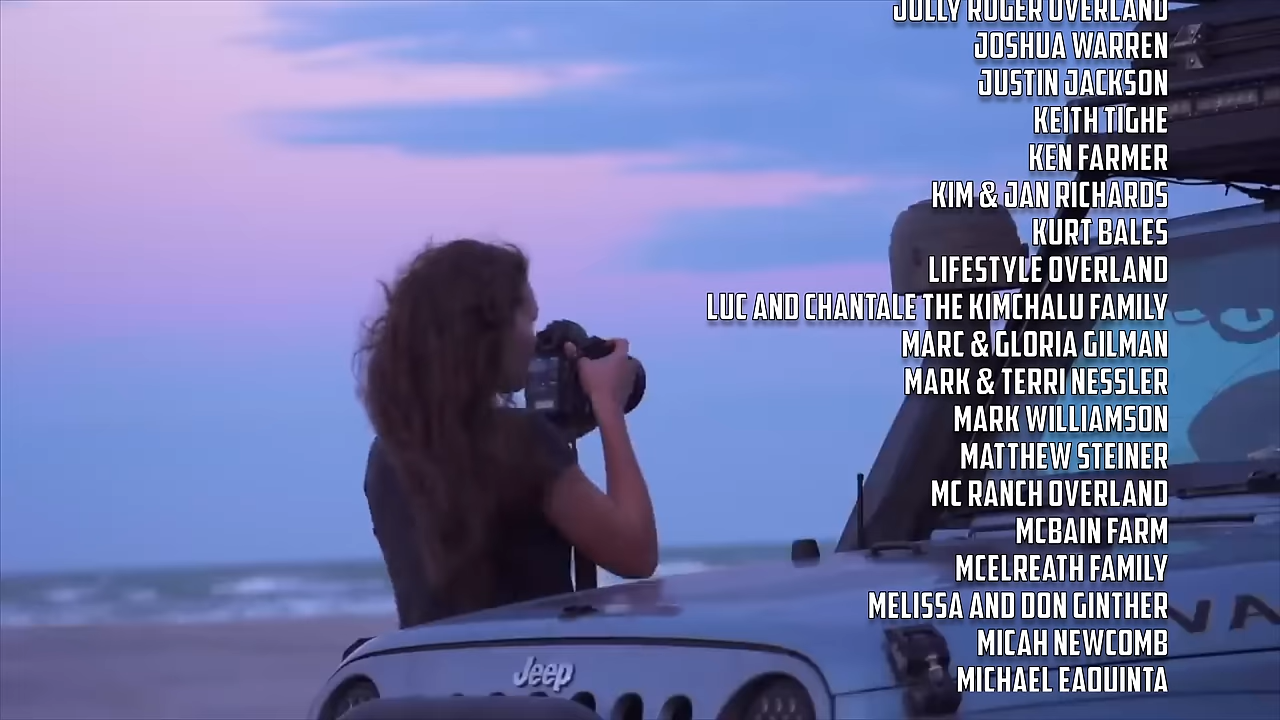 JOLLY ROGER OVERLAND
JOSHUA WARREN
JUSTIN JACKSON
KEITH TIGHE
KEN FARMER
KIM & JAN RICHARDS
KURT BALES
LIFESTYLE OVERLAND
LUC AND CHANTALE THE KIMCHALU FAMILY
MARC & GLORIA GILMAN
MARK & TERRI NESSLER
MARK WILLIAMSON
MATTHEW STEINER
MC RANCH OVERLAND
MCBAIN FARM
MCELREATH FAMILY
MELISSA AND DON GINTHER
MICAH NEWCOMB
MICHAEL EAQUINTA
Jeep
VA